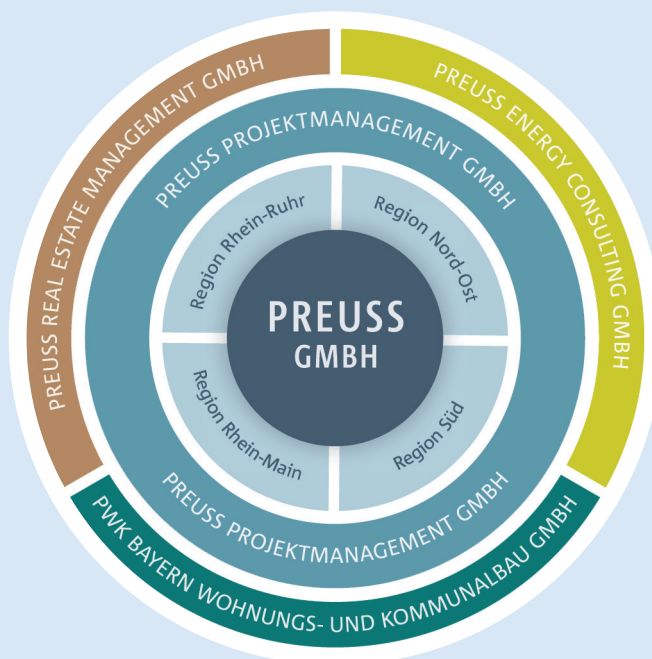 PREUSS REAL ESTATE MANAGEMENT GMBH
PREUSS ENERGY CONSULTING GMBH
PREUSS PROJEKTMANAGEMENT GMBH
Region Rhein-Ruhr
Region Nord-Ost
PREUSS
GMBH
Region Rhein-Main
Region Süd
PREUSS PROJEKTMANAGEMENT GMBH
PWK BAYERN WOHNUNGS- UND KOMMUNALBAU GMBH